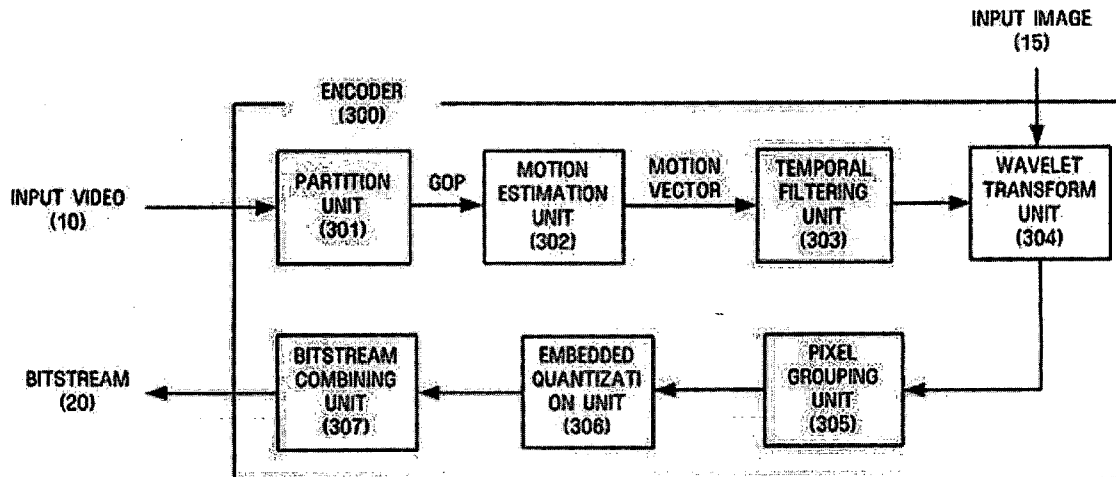 INPUT IMAGE
(15)
ENCODER
(300)
INPUT VIDEO
(10)
PARTITION
UNIT
(301)
GOP
MOTION
ESTIMATION
UNIT
(302)
MOTION
VECTOR
TEMPORAL
FILTERING
UNIT
(303)
WAVELET
TRANSFORM
UNIT
(304)
BITSTREAM
(20)
BITSTREAM
COMBINING
UNIT
(307)
EMBEDDED
QUANTIZATI
ON UNIT
(306)
PIXEL
GROUPING
UNIT
(305)